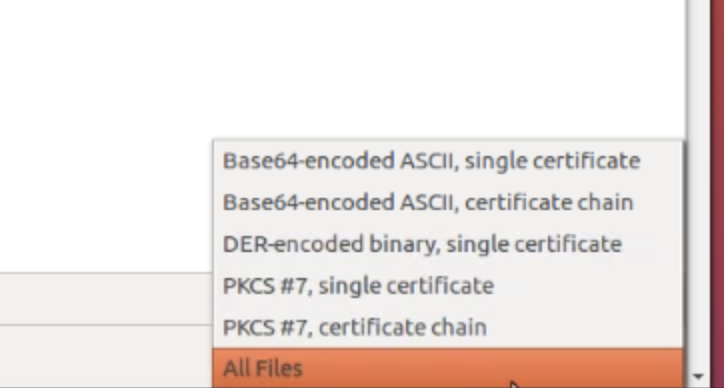 Base64-encoded ASCII, single certificate
Base64-encoded ASCII, certificate chain
DER-encoded binary, single certificate
PKCS #7, single certificate
PKCS #7, certificate chain
All Files